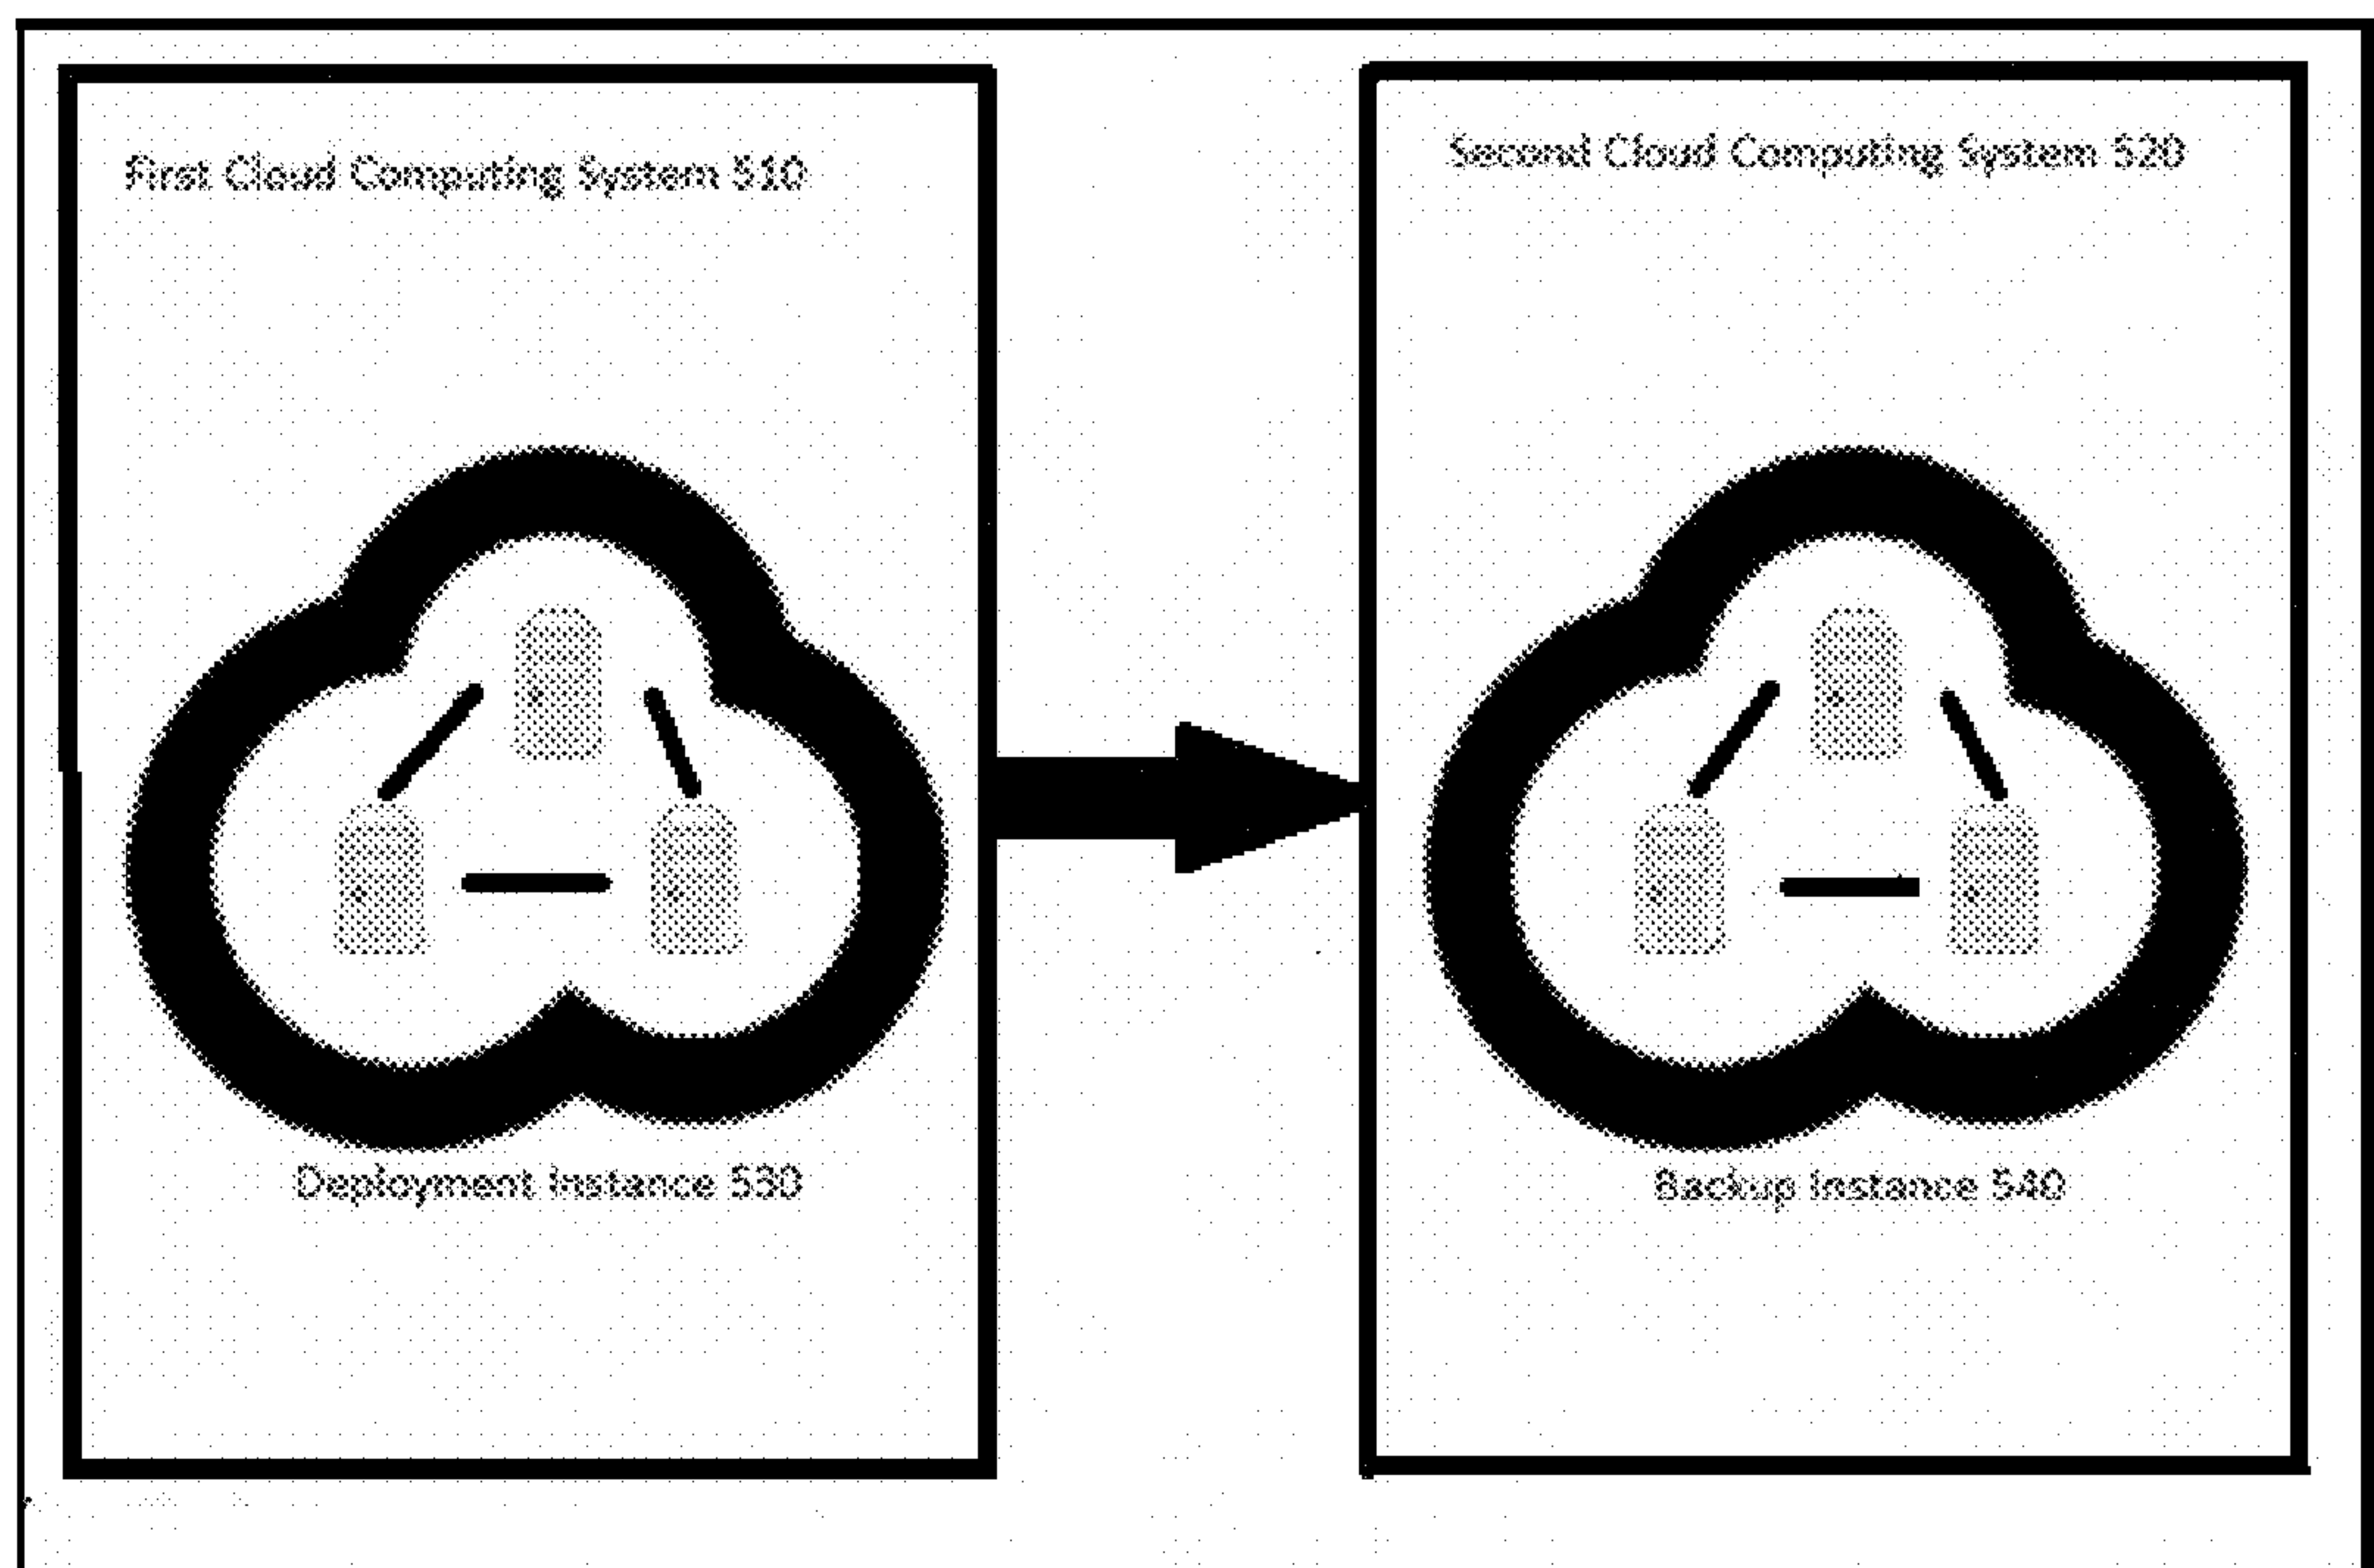 First Cloud Computing System 510
Second Cloud Computing System 520
Deployment Instance 530
Backup Instance 540